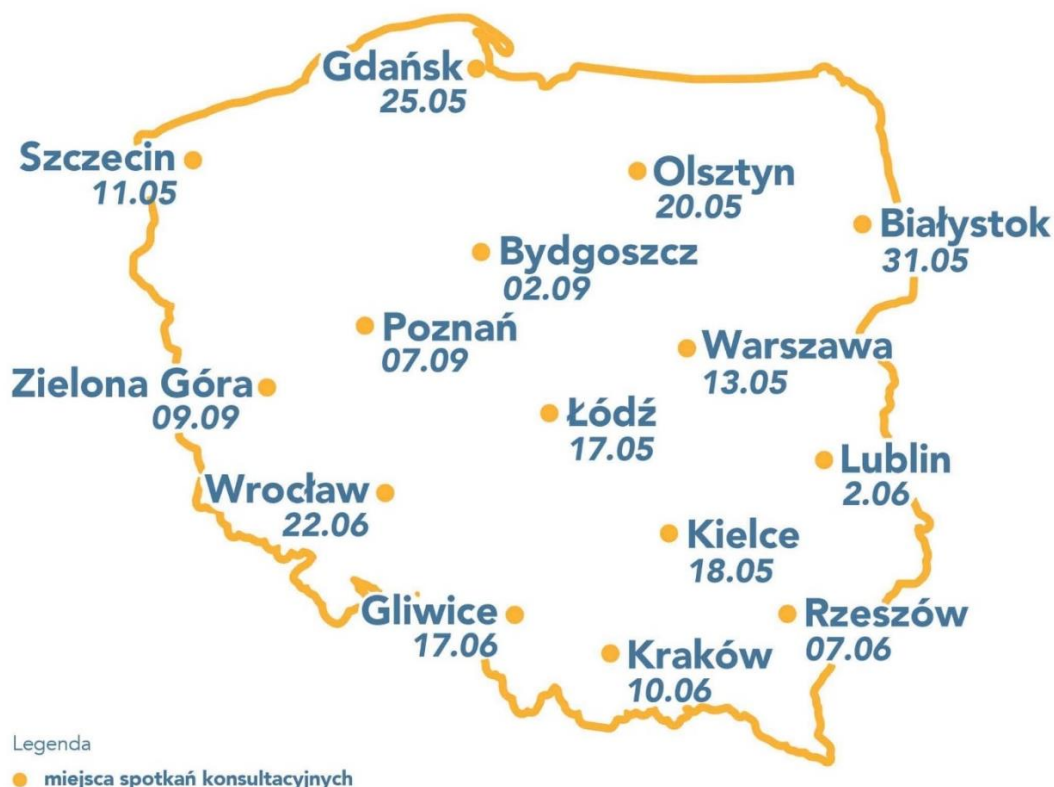 Gdańsk
25.05
Szczecin
11.05
Olsztyn
20.05
Białystok
31.05
Bydgoszcz
02.09
Poznań
07.09
Warszawa
13.05
Zielona Góra
09.09
Łódź
17.05
Lublin
2.06
Wrocław
22.06
Kielce
18.05
Gliwice
17.06
Rzeszów
07.06
Kraków
10.06
Legenda
miejsca spotkań konsultacyjnych